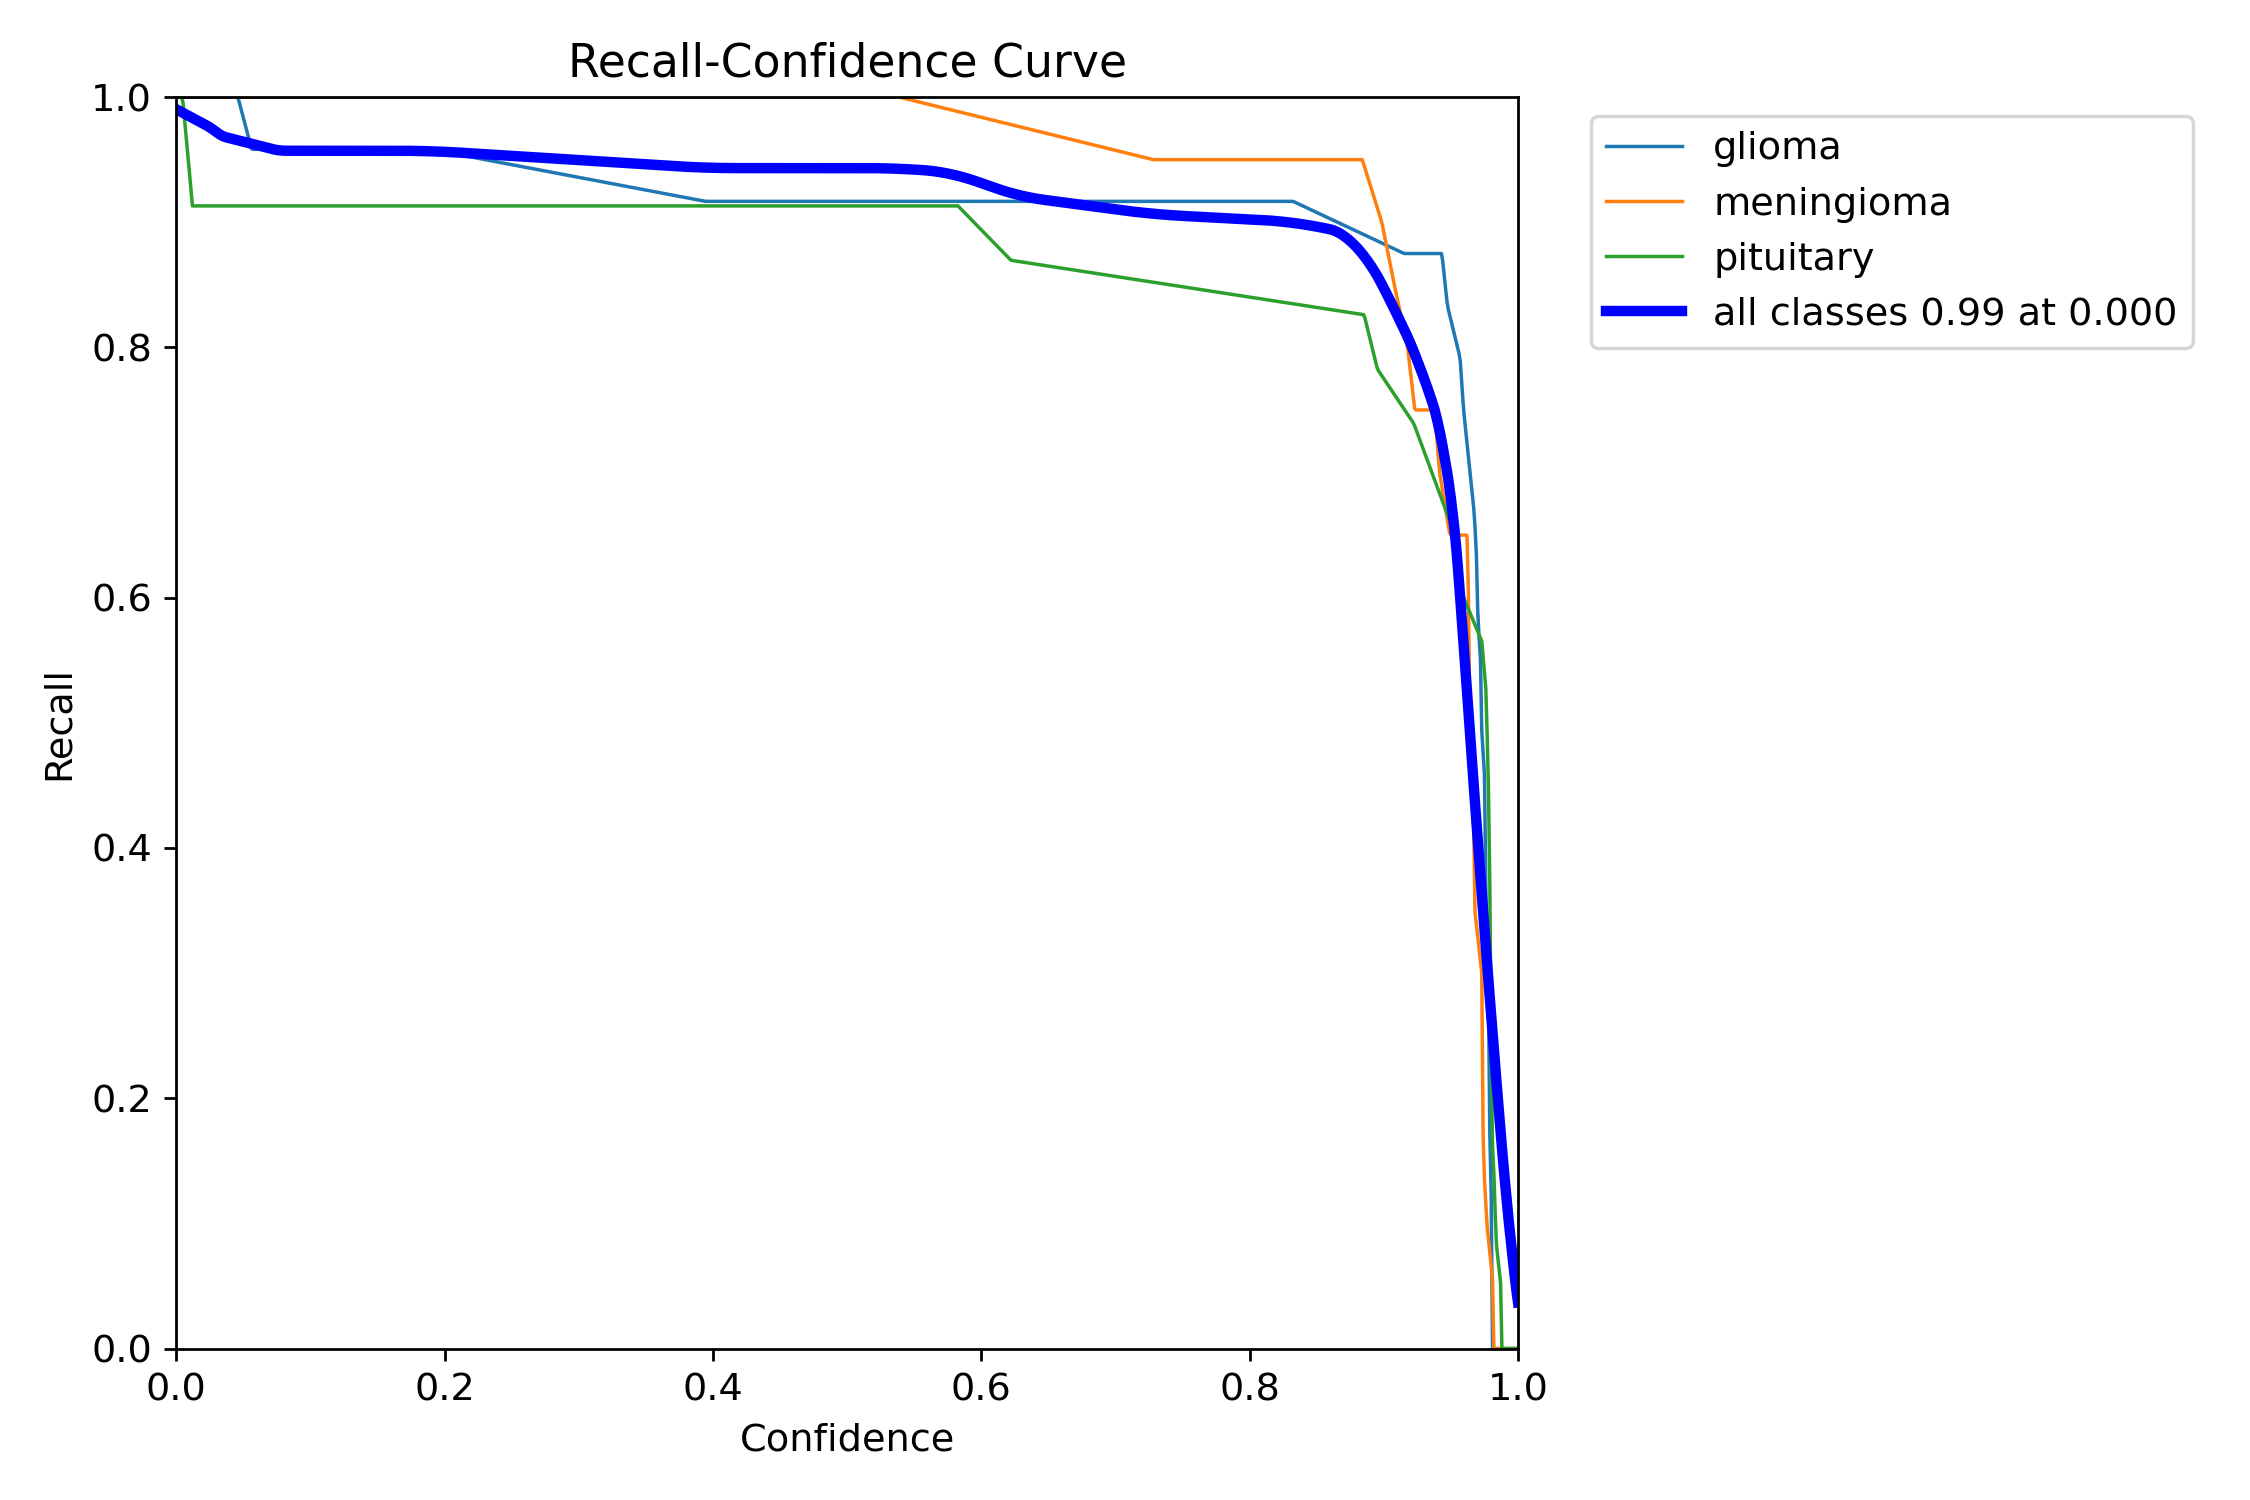 Recall-Confidence Curve
1.0
0.8
0.6
0.4
0.2
0.0
Recall
0.0 0.2 0.4 0.6 0.8 1.0
Confidence
glioma
meningioma
pituitary
all classes 0.99 at 0.000